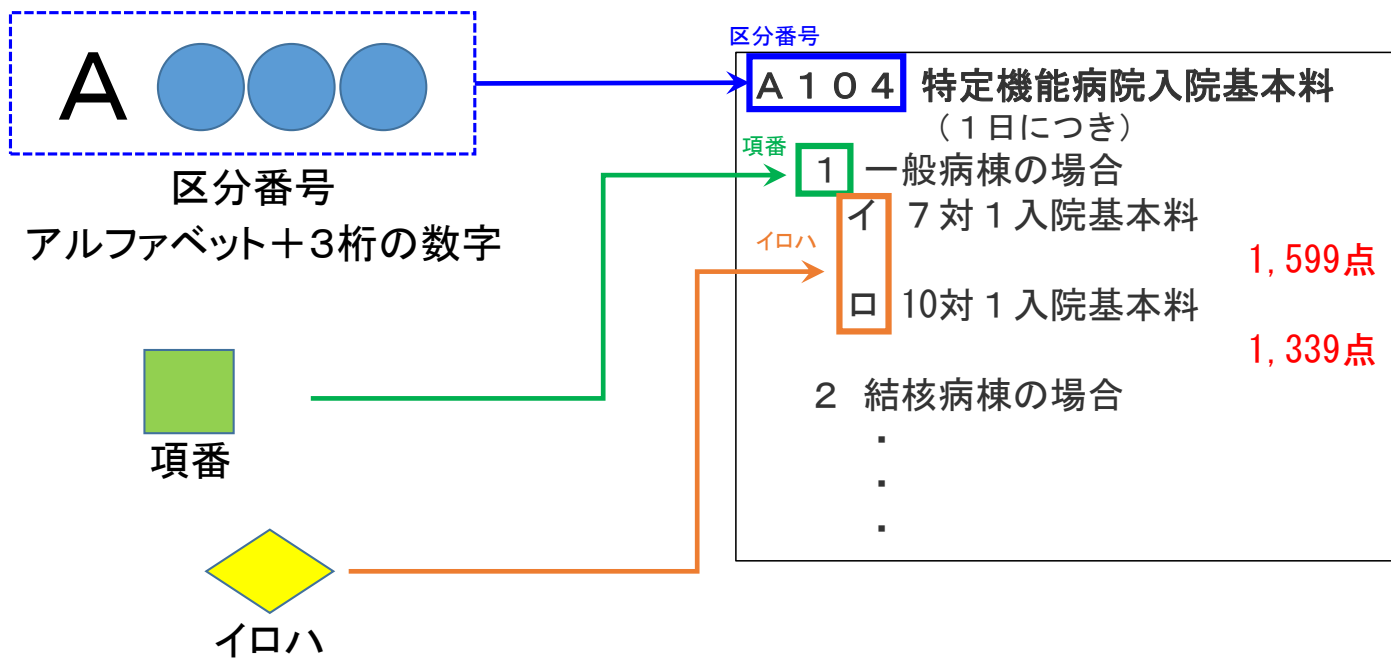 A
区分番号
アルファベット+3桁の数字
項番
イロハ
区分番号
A104 特定機能病院入院基本料
(1日につき)
項番
1 一般病棟の場合
イ 7対1入院基本料
イロハ
1,599点
ロ 10対1入院基本料
1,339点
2 結核病棟の場合
・
・
・